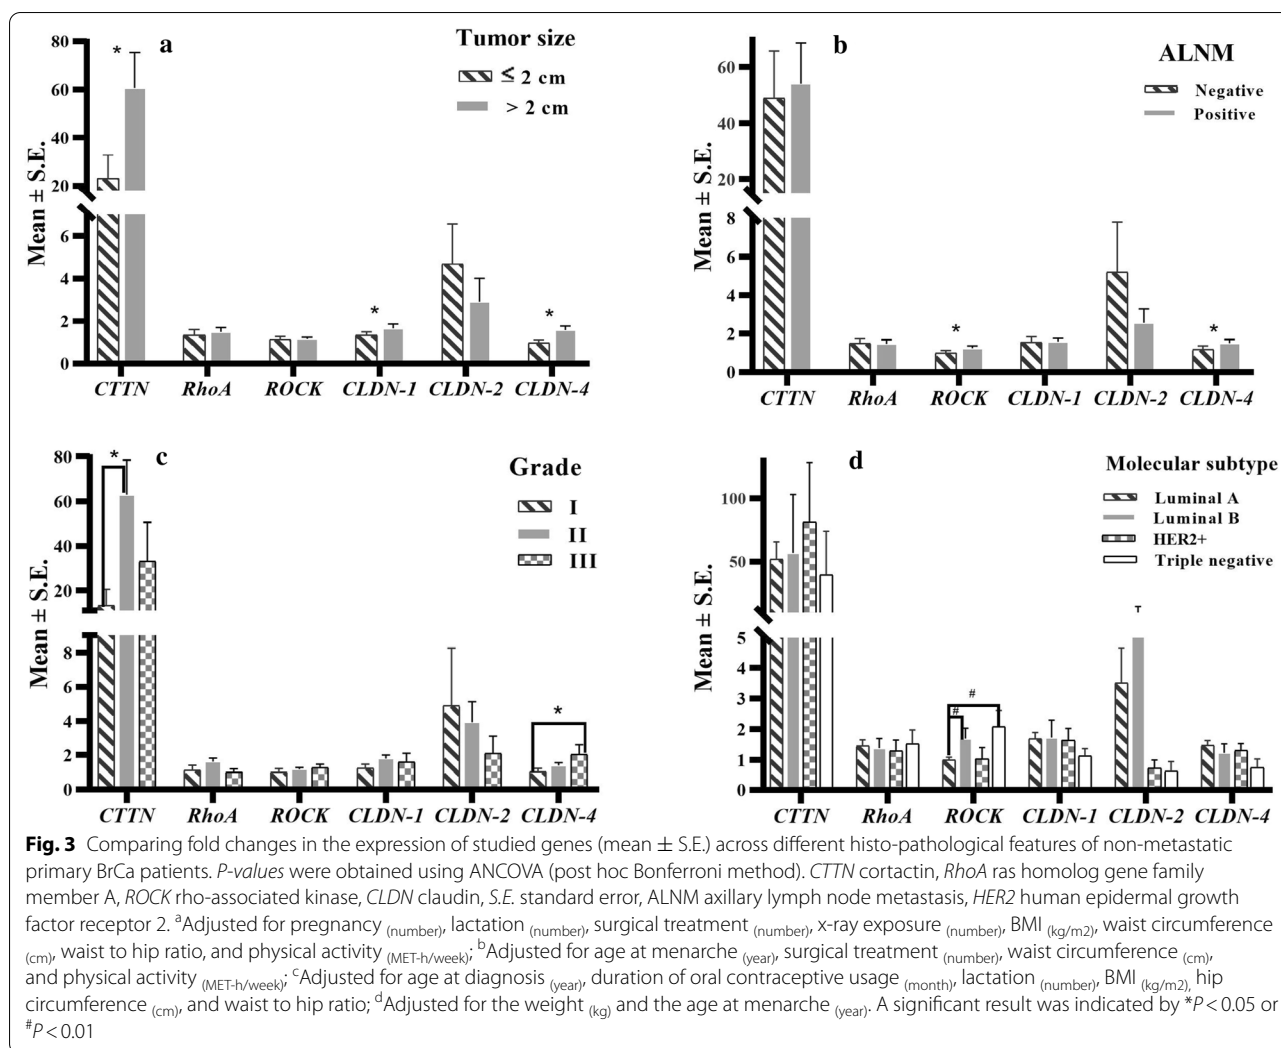 a
Tumor size
≤ 2 cm
> 2 cm
Mean ± S.E.
80
60
40
20
6
4
2
0
*
*
*
CTTN RhoA ROCK CLDN-1 CLDN-2 CLDN-4
b
ALNM
Negative
Positive
Mean ± S.E.
60
40
20
8
6
4
2
0
*
*
CTTN RhoA ROCK CLDN-1 CLDN-2 CLDN-4
c
Grade
I
II
III
Mean ± S.E.
80
60
40
20
8
6
4
2
0
*
*
CTTN RhoA ROCK CLDN-1 CLDN-2 CLDN-4
d
Molecular subtype
Luminal A
Luminal B
HER2+
Triple negative
Mean ± S.E.
100
50
5
4
3
2
1
0
#
#
CTTN RhoA ROCK CLDN-1 CLDN-2 CLDN-4
Fig. 3 Comparing fold changes in the expression of studied genes (mean ± S.E.) across different histo-pathological features of non-metastatic
primary BrCa patients. P-values were obtained using ANCOVA (post hoc Bonferroni method). CTTN cortactin, RhoA ras homolog gene family
member A, ROCK rho-associated kinase, CLDN claudin, S.E. standard error, ALNM axillary lymph node metastasis, HER2 human epidermal growth
factor receptor 2. aAdjusted for pregnancy (number), lactation (number), surgical treatment (number), x-ray exposure (number), BMI (kg/m2), waist circumference
(cm), waist to hip ratio, and physical activity (MET-h/week); bAdjusted for age at menarche (year), surgical treatment (number), waist circumference (cm),
and physical activity (MET-h/week); cAdjusted for age at diagnosis (year), duration of oral contraceptive usage (month), lactation (number), BMI (kg/m2), hip
circumference (cm), and waist to hip ratio; dAdjusted for the weight (kg) and the age at menarche (year). A significant result was indicated by *P < 0.05 or
#P < 0.01